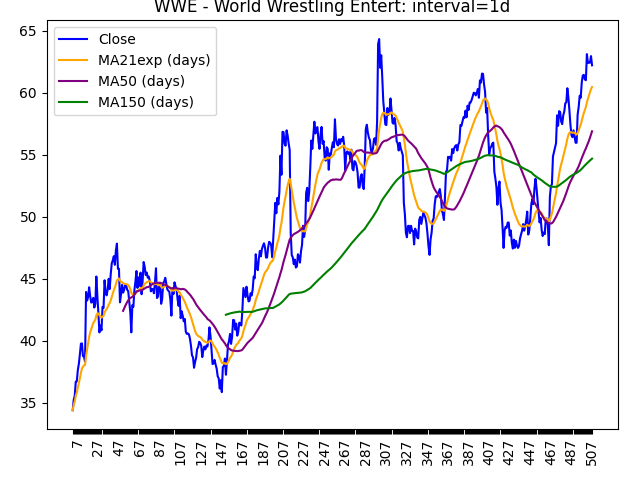 WWE - World Wrestling Entert: interval=1d
Close
MA21exp (days)
MA50 (days)
MA150 (days)
65
60
55
50
45
40
35
7 27 47 67 87 107 127 147 167 187 207 227 247 267 287 307 327 347 367 387 407 427 447 467 487 507